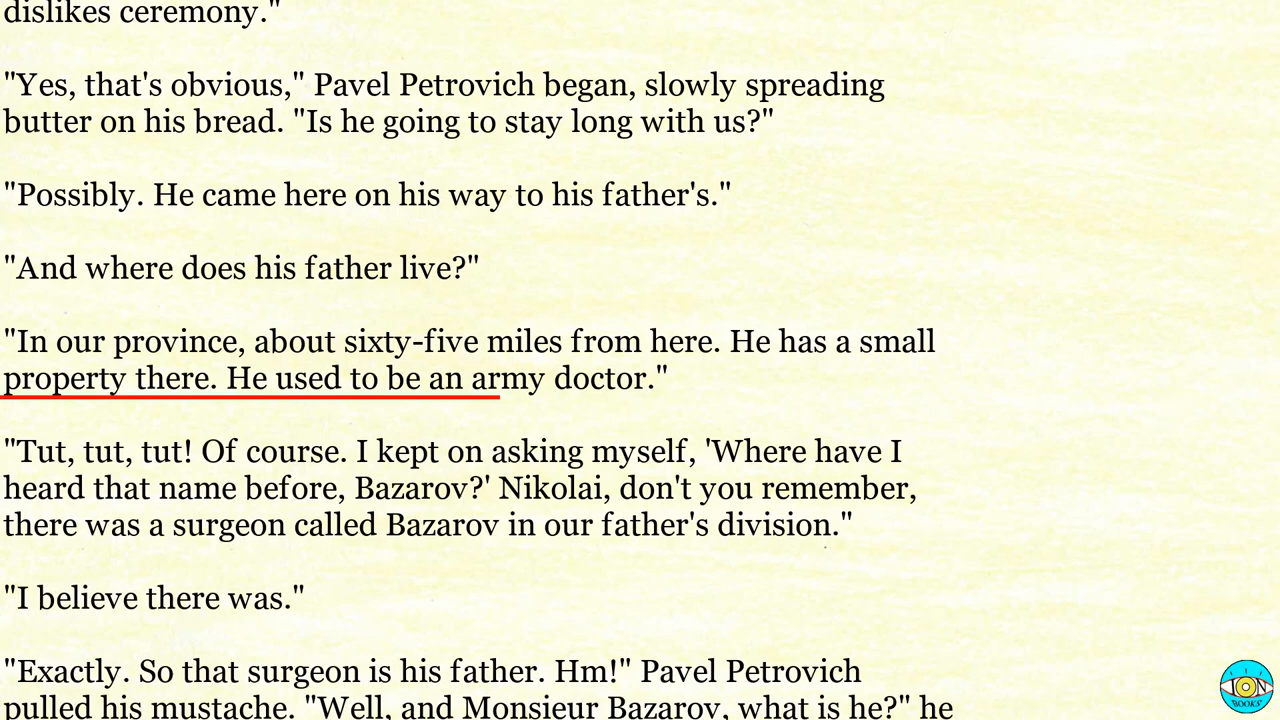 dislikes ceremony."
"Yes, that's obvious," Pavel Petrovich began, slowly spreading
butter on his bread. "Is he going to stay long with us?"
"Possibly. He came here on his way to his father's."
"And where does his father live?"
"In our province, about sixty-five miles from here. He has a small
property there. He used to be an army doctor."
"Tut, tut, tut! Of course. I kept on asking myself, 'Where have I
heard that name before, Bazarov?' Nikolai, don't you remember,
there was a surgeon called Bazarov in our father's division."
"I believe there was."
"Exactly. So that surgeon is his father. Hm!" Pavel Petrovich
pulled his mustache. "Well, and Monsieur Bazarov, what is he?" he
ION
BOOKS